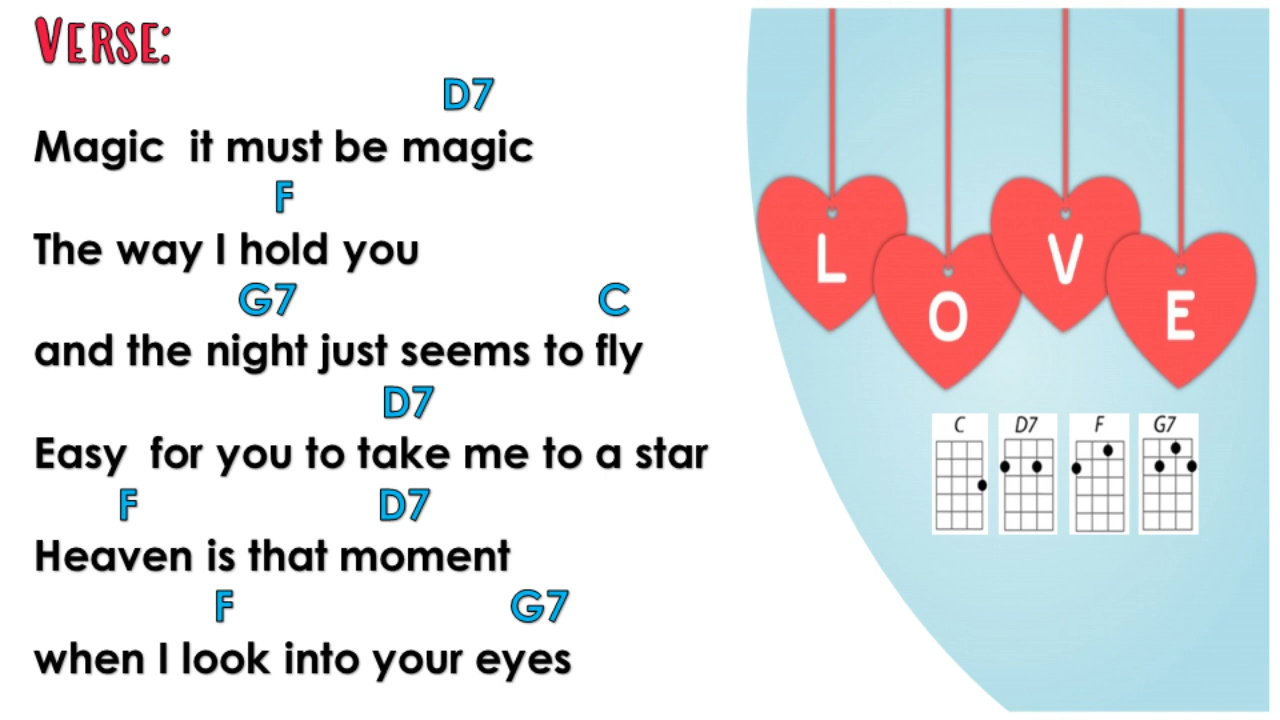 VERSE:
D7
Magic it must be magic
F
The way I hold you
G7 C
and the night just seems to fly
D7
Easy for you to take me to a star
F D7
Heaven is that moment
F G7
when I look into your eyes
L O V E
C D7 F G7